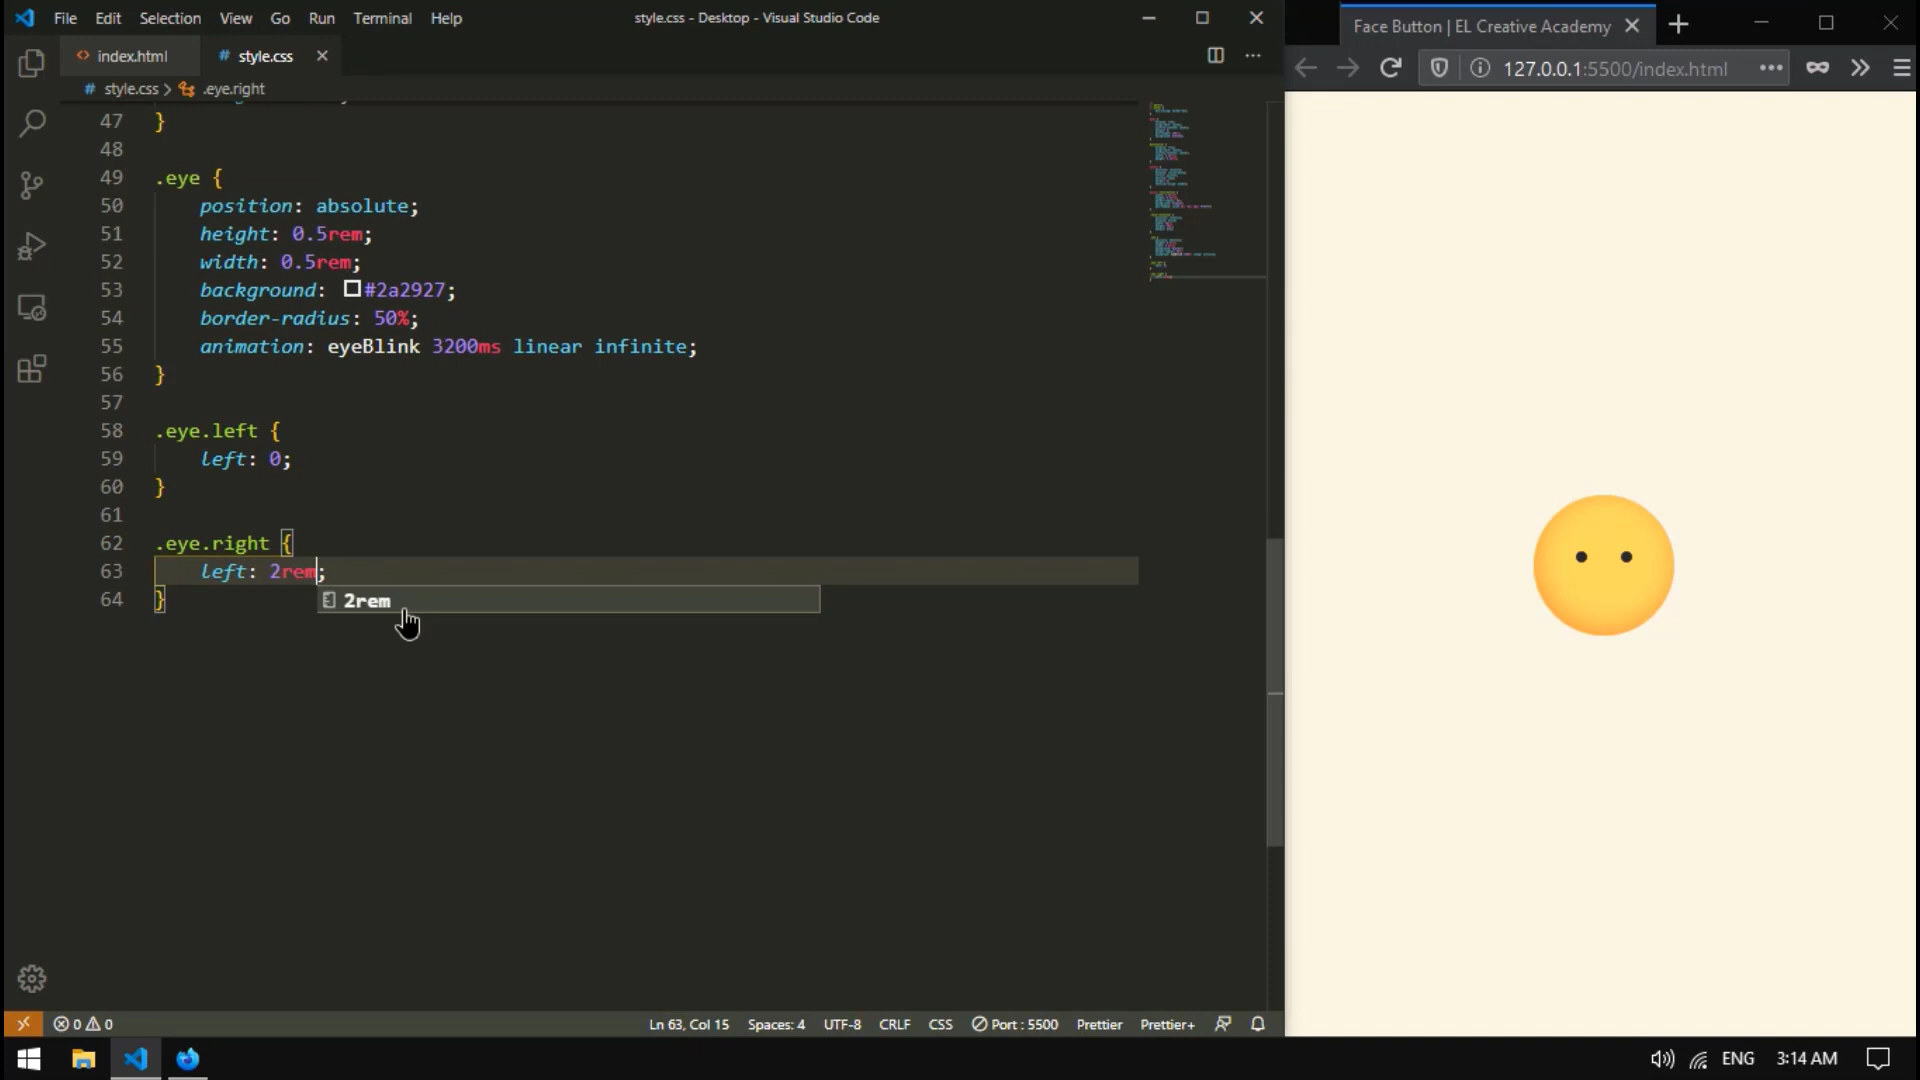 File Edit Selection View Go Run Terminal Help
style.css - Desktop - Visual Studio Code
index.html
# style.css
# style.css > .eye.right
47 }
48
49 .eye {
50 position: absolute;
51 height: 0.5rem;
52 width: 0.5rem;
53 background: #2a2927;
54 border-radius: 50%;
55 animation: eyeBlink 3200ms linear infinite;
56 }
57
58 .eye.left {
59 left: 0;
60 }
61
62 .eye.right {
63 left: 2rem;
64 }
2rem
0 0
Ln 63, Col 15 Spaces: 4 UTF-8 CRLF CSS Port : 5500 Prettier Prettier+
Face Button | EL Creative Academy
127.0.0.1:5500/index.html
ENG 3:14 AM